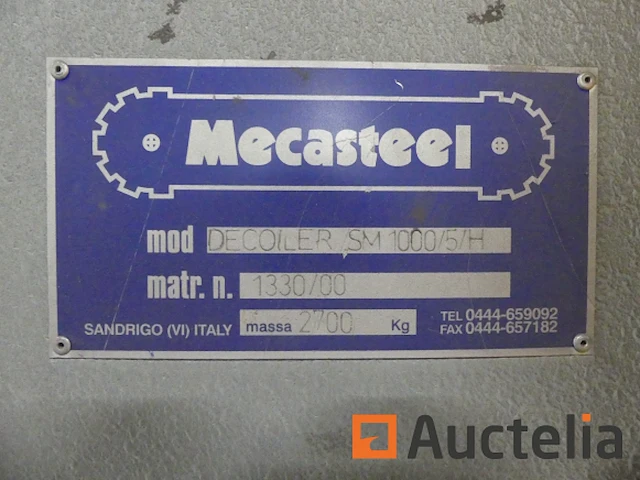 Mecasteel
mod DECOILER SM 1000/5/H
matr. n. 1330/00
SANDRIGO (VI) ITALY massa 2700 Kg TEL 0444-659092
FAX 0444-657182
Auctelia